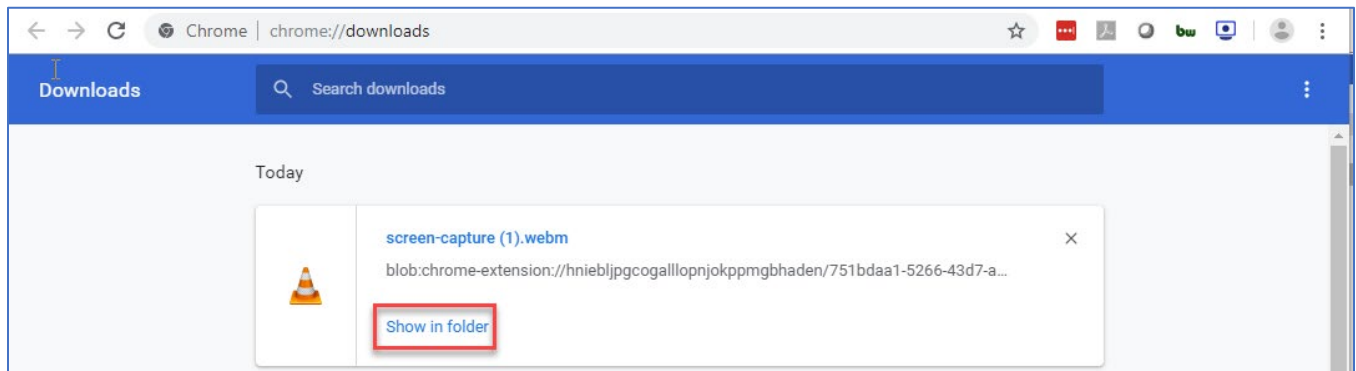 Chrome | chrome://downloads
bw
Downloads
Search downloads
Today
screen-capture (1).webm
blob:chrome-extension://hniebljpgcogalllopnjokppmgbhaden/751bdaa1-5266-43d7-a...
Show in folder